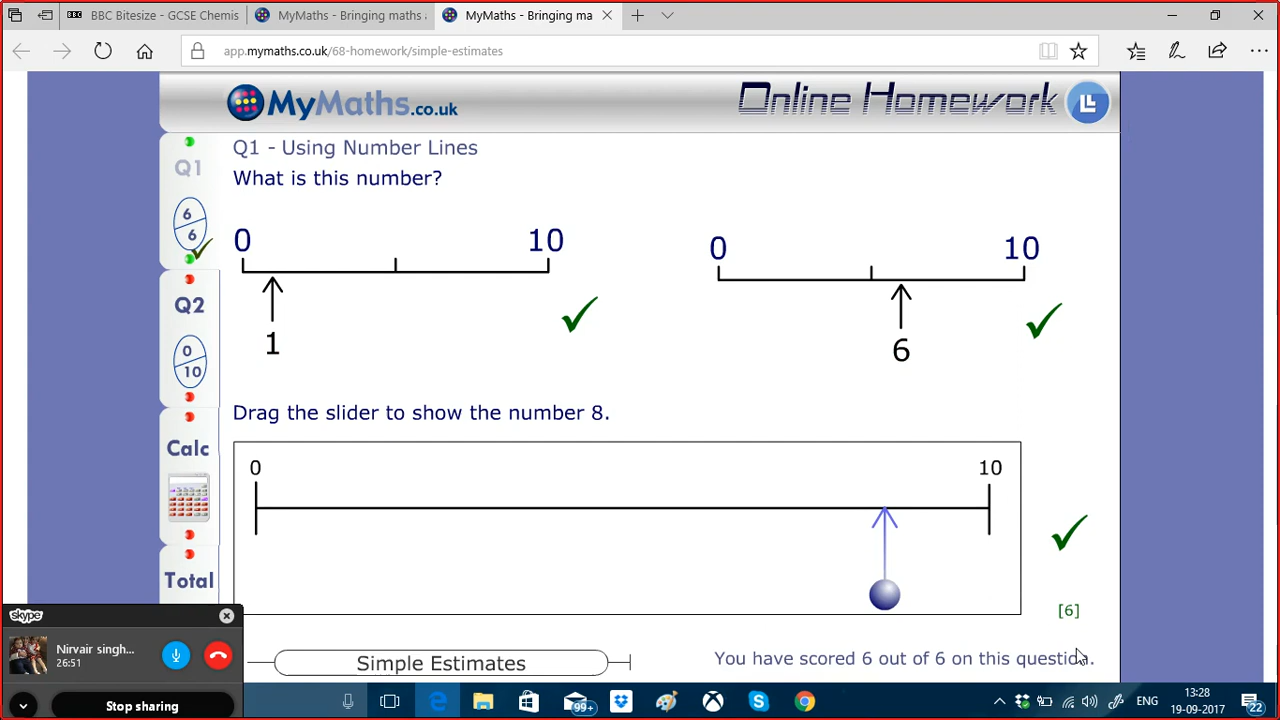 BBC Bitesize - GCSE Chemis
MyMaths - Bringing maths a
MyMaths - Bringing ma
app.mymaths.co.uk/68-homework/simple-estimates
MyMaths.co.uk
Online Homework
Q1
6
6
Q2
0
10
Calc
Total
Q1 - Using Number Lines
What is this number?
0 10
1
0 10
6
Drag the slider to show the number 8.
0 10
[6]
Simple Estimates
You have scored 6 out of 6 on this question.
skype
Nirvair singh...
26:51
Stop sharing
99+
ENG
13:28
19-09-2017
22